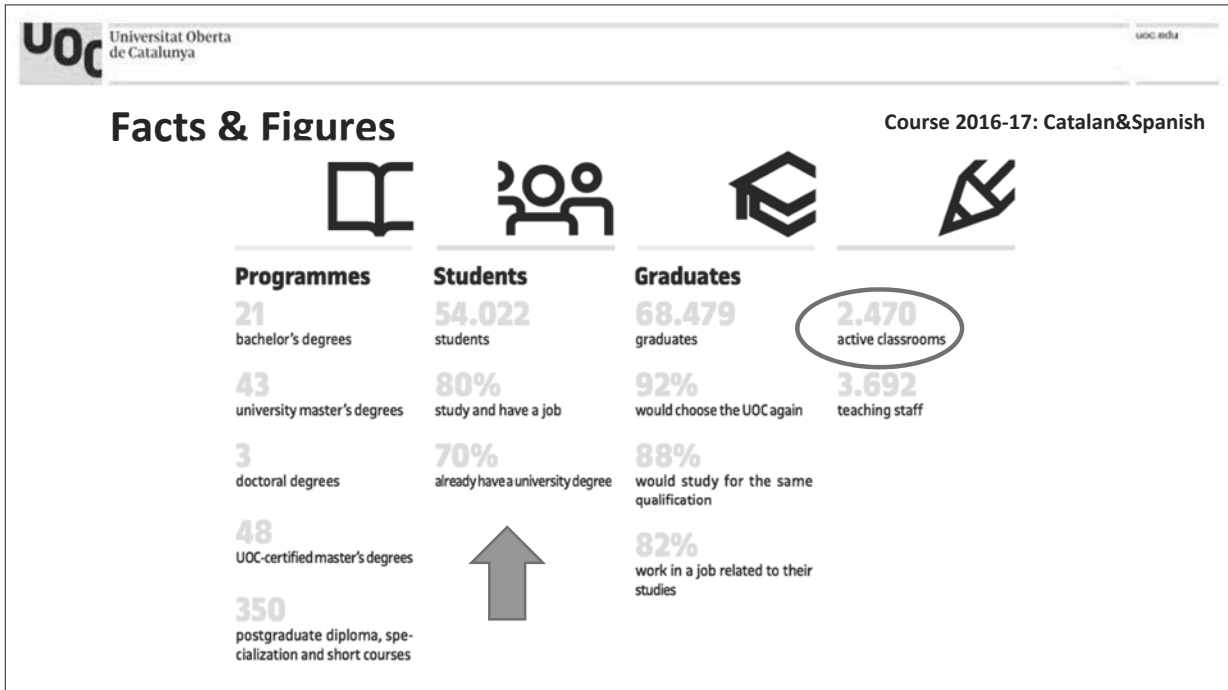 UOC
Universitat Oberta
de Catalunya
uoc.edu
Facts & Figures
Course 2016-17: Catalan&Spanish
Programmes
21
bachelor's degrees
43
university master's degrees
3
doctoral degrees
48
UOC-certified master's degrees
350
postgraduate diploma, spe-
cialization and short courses
Students
54.022
students
80%
study and have a job
70%
already have a university degree
Graduates
68.479
graduates
92%
would choose the UOC again
88%
would study for the same
qualification
82%
work in a job related to their
studies
2.470
active classrooms
3.692
teaching staff